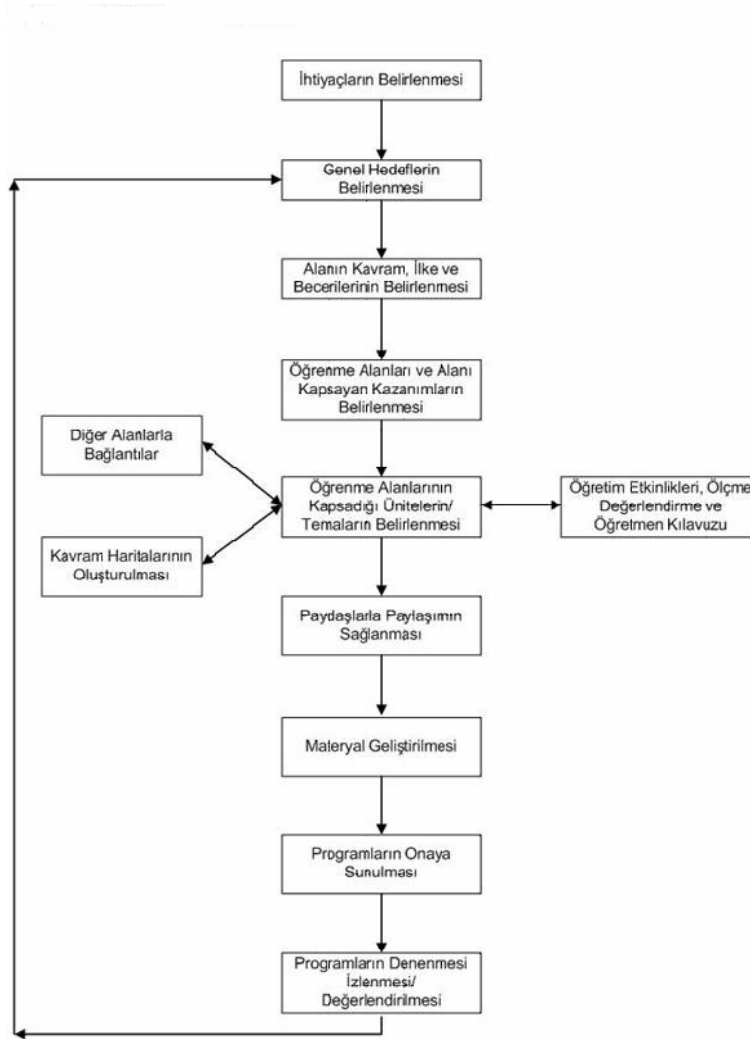 İhtiyaçların Belirlenmesi
Genel Hedeflerin
Belirlenmesi
Alanın Kavram, İlke ve
Becerilerinin Belirlenmesi
Öğrenme Alanları ve Alanı
Kapsayan Kazanımların
Belirlenmesi
Diğer Alanlarla
Bağlantılar
Öğrenme Alanlarının
Kapsadığı Ünitelerin/
Temaların Belirlenmesi
Öğretim Etkinlikleri, Ölçme
Değerlendirme ve
Öğretmen Kılavuzu
Kavram Haritalarının
Oluşturulması
Paydaşlarla Paylaşımın
Sağlanması
Materyal Geliştirilmesi
Programların Onaya
Sunulması
Programların Denenmesi
İzlenmesi/
Değerlendirilmesi